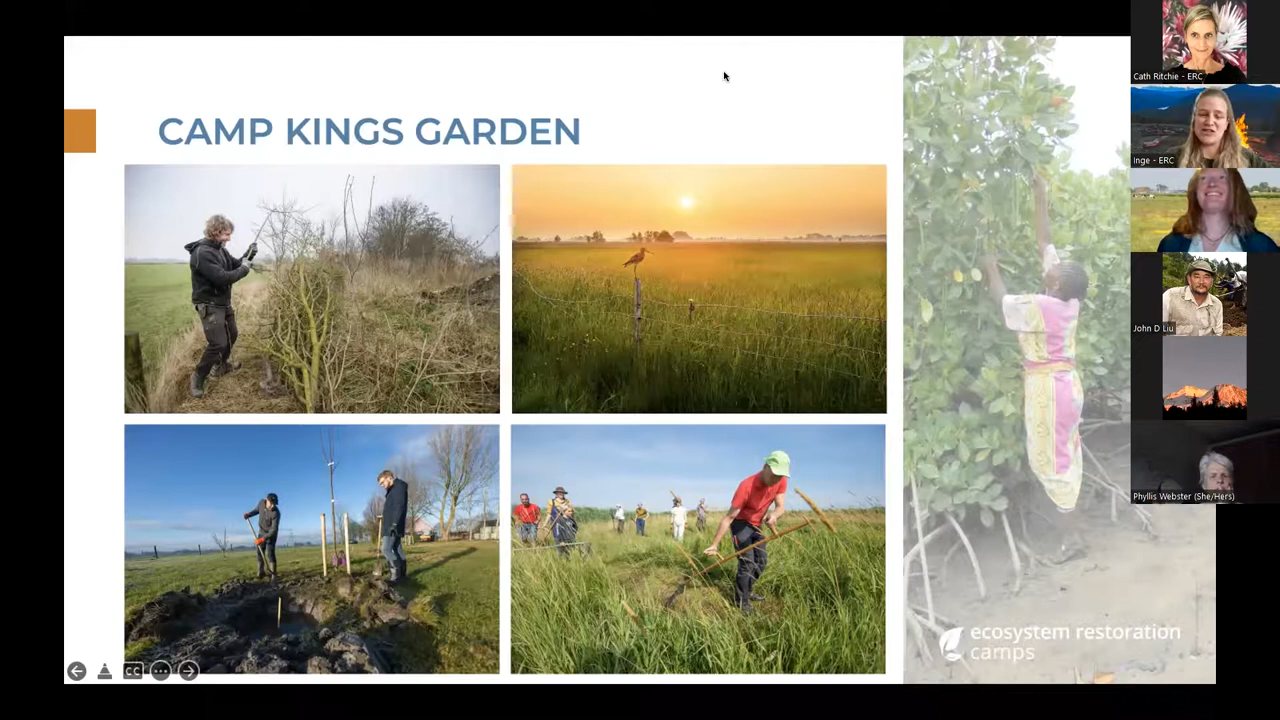 CAMP KINGS GARDEN
ecosystem restoration
camps
CC
Cath Ritchie - ERC
Inge - ERC
John D Liu
Phyllis Webster (She/Hers)